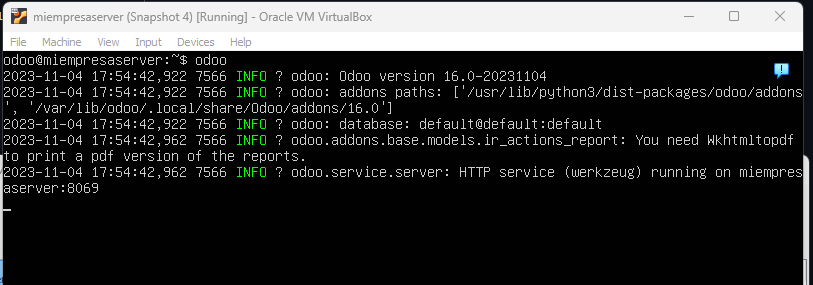 miempresaserver (Snapshot 4) [Running] - Oracle VM VirtualBox
File Machine View Input Devices Help
odoo@miempresaserver:~$ odoo
2023-11-04 17:54:42,922 7566 INFO ? odoo: Odoo version 16.0-20231104
2023-11-04 17:54:42,922 7566 INFO ? odoo: addons paths: ['/usr/lib/python3/dist-packages/odoo/addons
', '/var/lib/odoo/.local/share/Odoo/addons/16.0']
2023-11-04 17:54:42,922 7566 INFO ? odoo: database: default@default:default
2023-11-04 17:54:42,962 7566 INFO ? odoo.addons.base.models.ir_actions_report: You need Wkhtmltopdf
to print a pdf version of the reports.
2023-11-04 17:54:42,962 7566 INFO ? odoo.service.server: HTTP service (werkzeug) running on miempres
aserver:8069